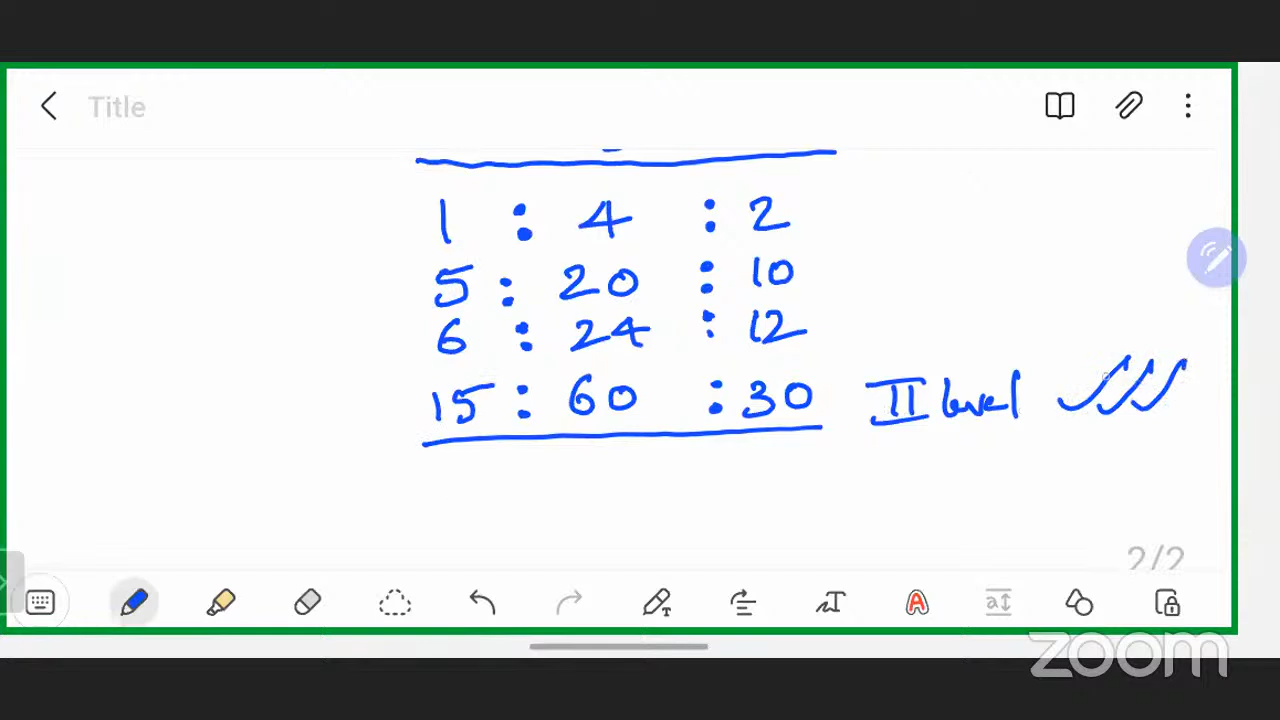 Title
1 : 4 : 2
5 : 20 : 10
6 : 24 : 12
15 : 60 : 30 II level
2/2
T T A a
zoom